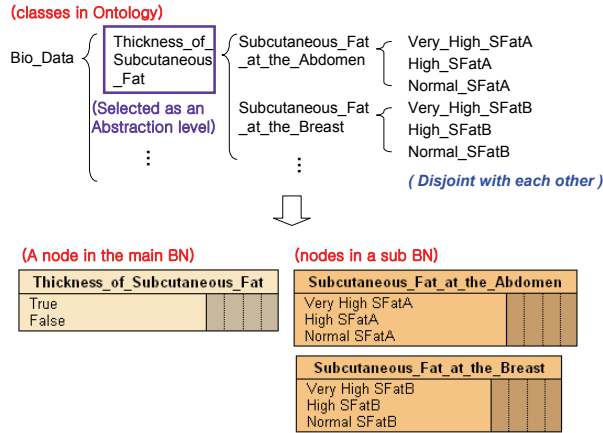 (classes in Ontology)
Bio_Data
Thickness_of_
Subcutaneous
_Fat
(Selected as an
Abstraction level)
⋮
⋮
Subcutaneous_Fat
_at_the_Abdomen
Very_High_SFatA
High_SFatA
Normal_SFatA
Subcutaneous_Fat
_at_the_Breast
Very_High_SFatB
High_SFatB
Normal_SFatB
⋮
( Disjoint with each other )
(A node in the main BN)
Thickness_of_Subcutaneous_Fat
True
False
(nodes in a sub BN)
Subcutaneous_Fat_at_the_Abdomen
Very High SFatA
High SFatA
Normal SFatA
Subcutaneous_Fat_at_the_Breast
Very High SFatB
High SFatB
Normal SFatB